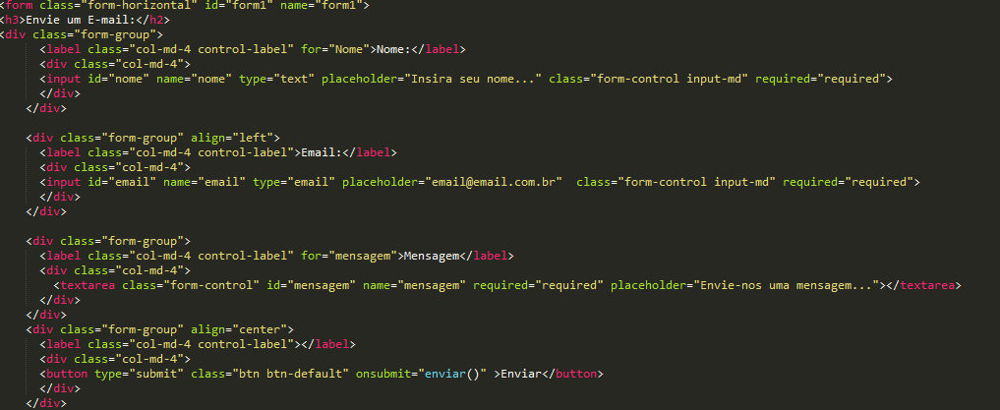 <form class="form-horizontal" id="form1" name="form1">
<h3>Envie um E-mail:</h2>
<div class="form-group">
<label class="col-md-4 control-label" for="Nome">Nome:</label>
<div class="col-md-4">
<input id="nome" name="nome" type="text" placeholder="Insira seu nome..." class="form-control input-md" required="required">
</div>
</div>
<div class="form-group" align="left">
<label class="col-md-4 control-label">Email:</label>
<div class="col-md-4">
<input id="email" name="email" type="email" placeholder="email@email.com.br"  class="form-control input-md" required="required">
</div>
</div>
<div class="form-group">
<label class="col-md-4 control-label" for="mensagem">Mensagem</label>
<div class="col-md-4">
<textarea class="form-control" id="mensagem" name="mensagem" required="required" placeholder="Envie-nos uma mensagem..."></textarea>
</div>
</div>
<div class="form-group" align="center">
<label class="col-md-4 control-label"></label>
<div class="col-md-4">
<button type="submit" class="btn btn-default" onsubmit="enviar()" >Enviar</button>
</div>
</div>